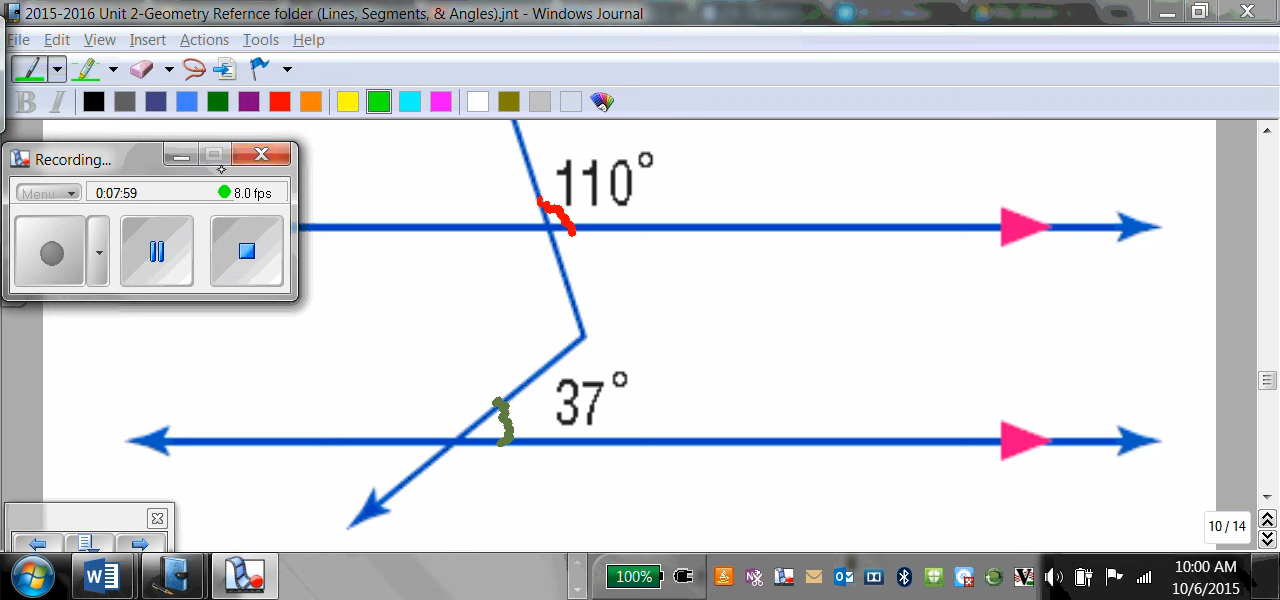 2015-2016 Unit 2-Geometry Refernce folder (Lines, Segments, & Angles).jnt - Windows Journal
File Edit View Insert Actions Tools Help
B I
Recording...
110°
Menu 0:07:59 8.0 fps
37°
10 / 14
W 100% N V 10:00 AM
10/6/2015